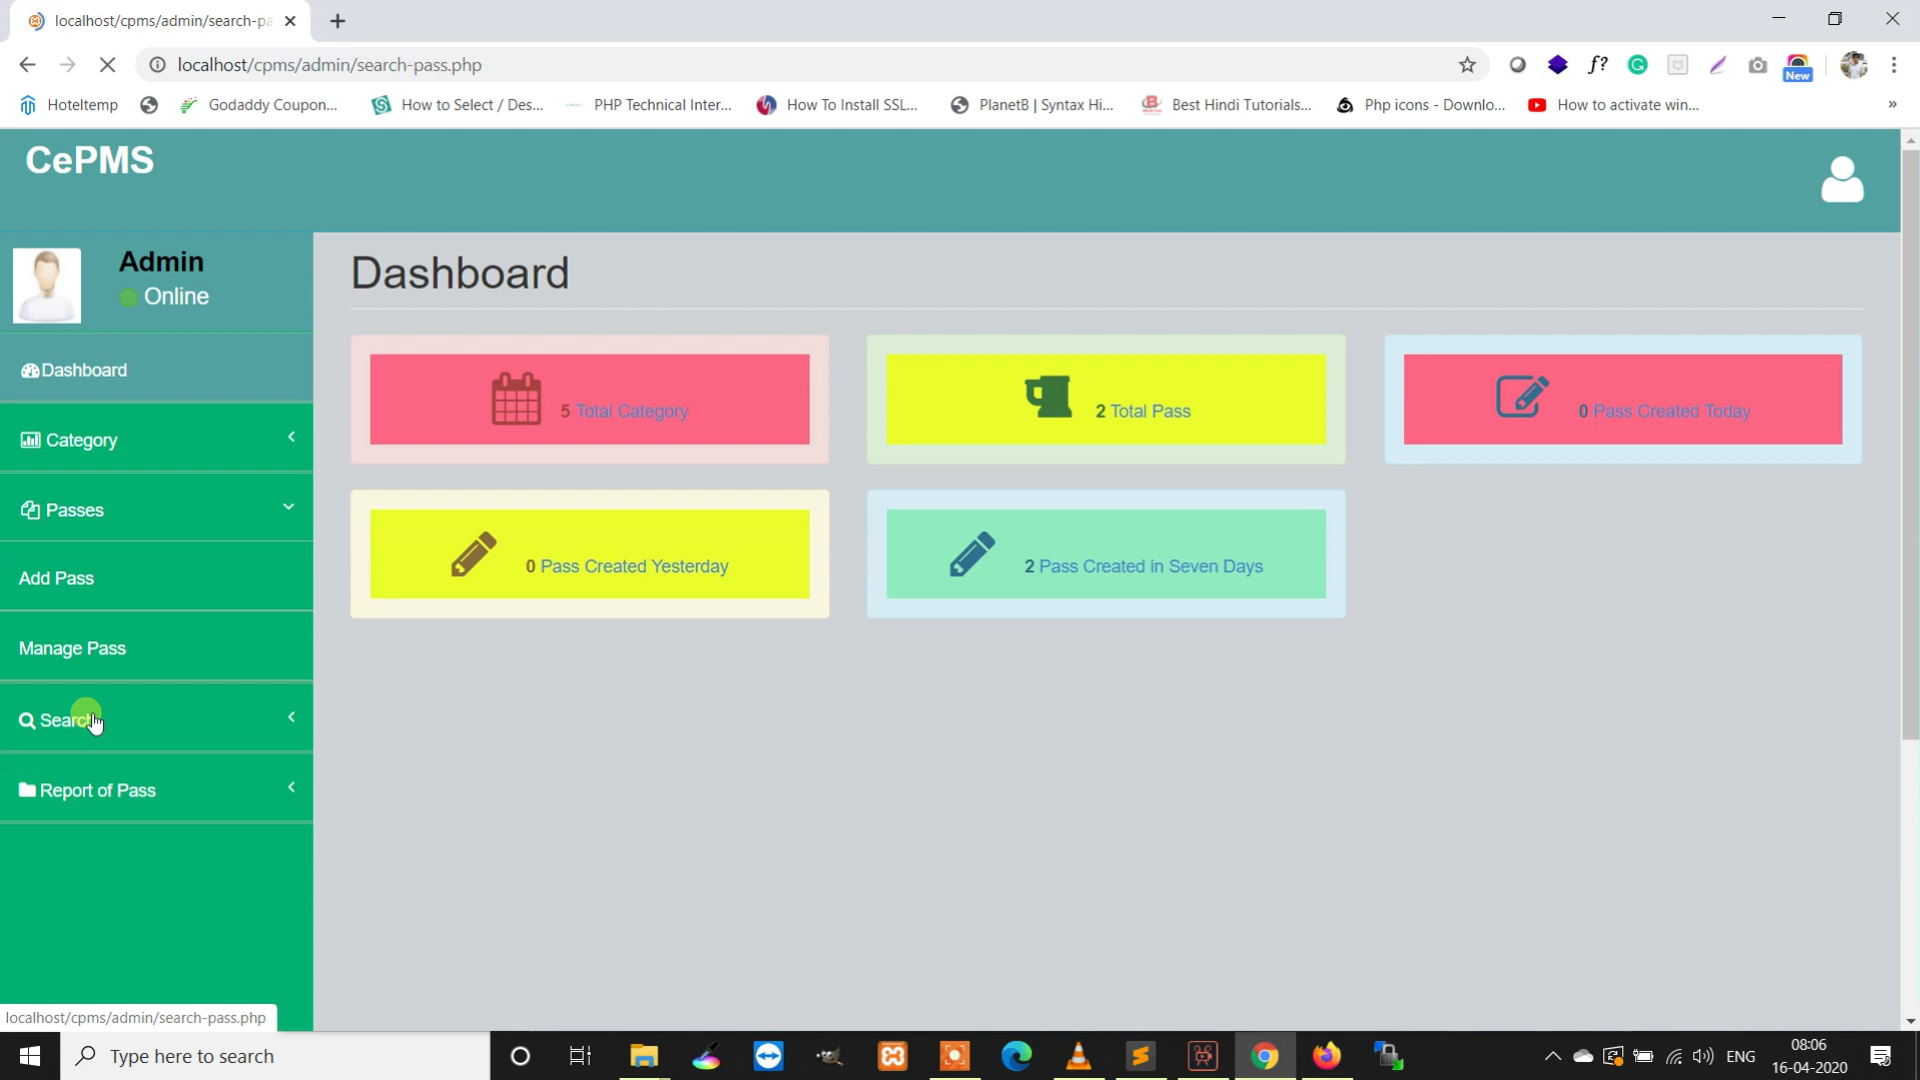 localhost/cpms/admin/search-pa
localhost/cpms/admin/search-pass.php
f?
New
Hoteltemp
Godaddy Coupon...
How to Select / Des...
PHP Technical Inter...
How To Install SSL...
PlanetB | Syntax Hi...
Best Hindi Tutorials...
Php icons - Downlo...
How to activate win...
CePMS
Admin
Online
Dashboard
Category
Passes
Add Pass
Manage Pass
Search
Report of Pass
Dashboard
5 Total Category
2 Total Pass
0 Pass Created Today
0 Pass Created Yesterday
2 Pass Created in Seven Days
localhost/cpms/admin/search-pass.php
Type here to search
ENG
08:06
16-04-2020